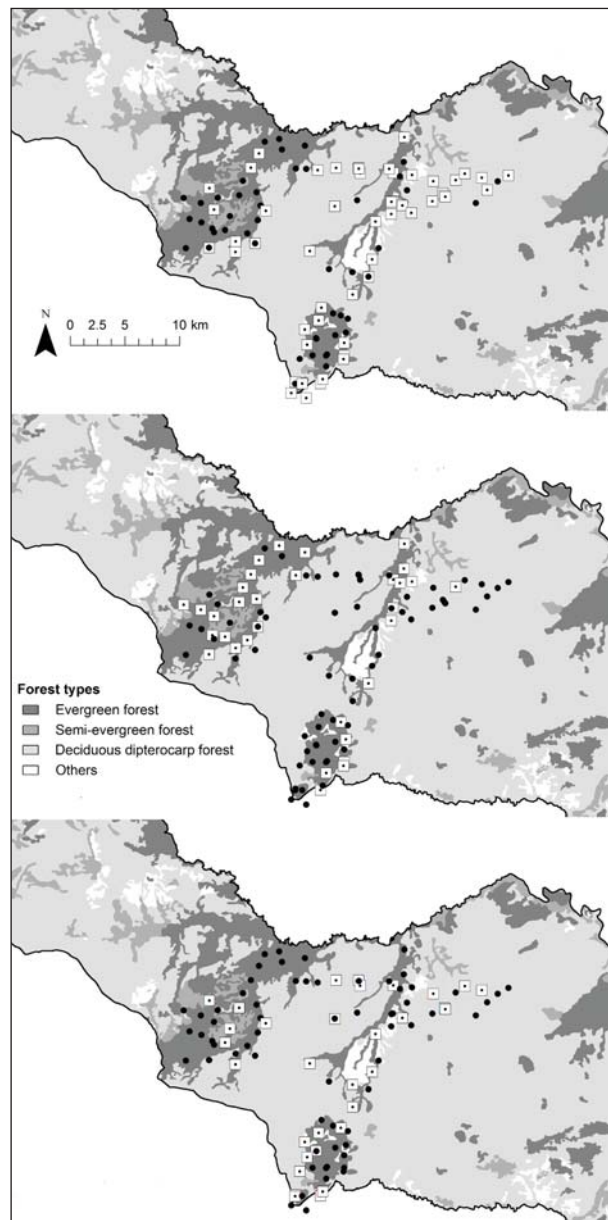 N
0 2.5 5 10 km
Forest types
Evergreen forest
Semi-evergreen forest
Deciduous dipterocarp forest
Others